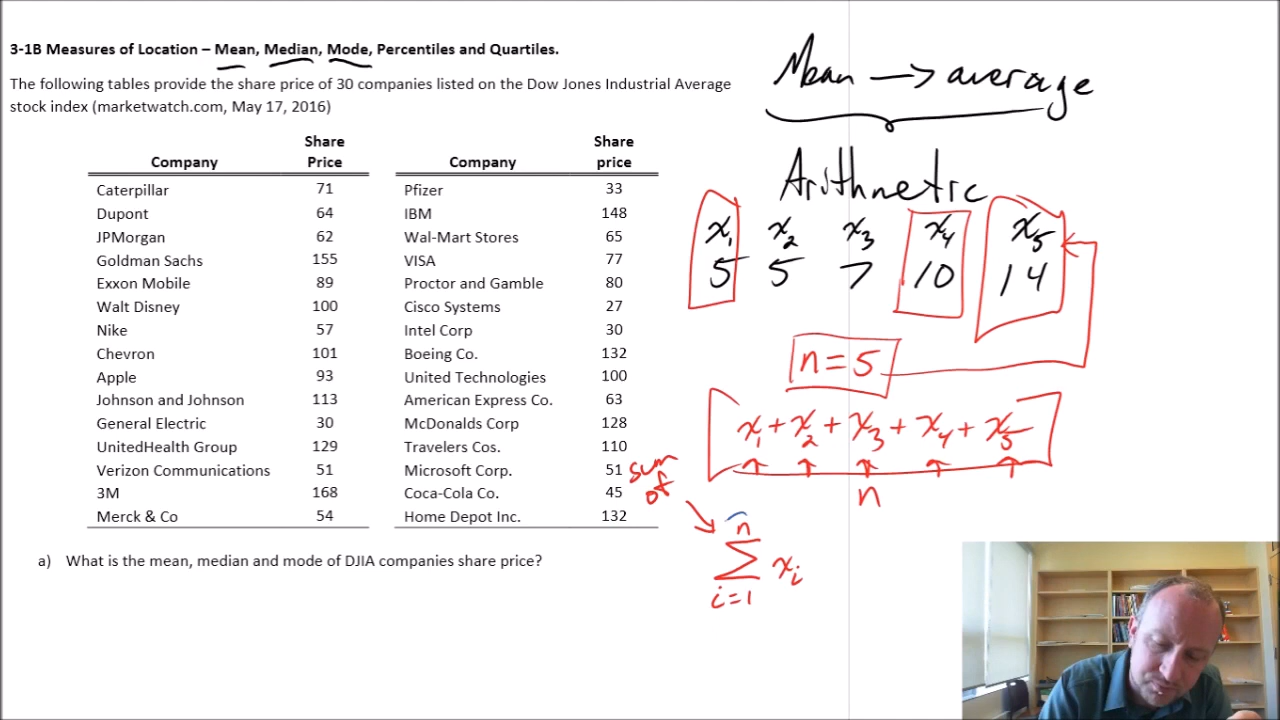 3-1B Measures of Location – Mean, Median, Mode, Percentiles and Quartiles.
The following tables provide the share price of 30 companies listed on the Dow Jones Industrial Average
stock index (marketwatch.com, May 17, 2016)
Company Share Price
Caterpillar 71
Dupont 64
JPMorgan 62
Goldman Sachs 155
Exxon Mobile 89
Walt Disney 100
Nike 57
Chevron 101
Apple 93
Johnson and Johnson 113
General Electric 30
UnitedHealth Group 129
Verizon Communications 51
3M 168
Merck & Co 54
Company Share price
Pfizer 33
IBM 148
Wal-Mart Stores 65
VISA 77
Proctor and Gamble 80
Cisco Systems 27
Intel Corp 30
Boeing Co. 132
United Technologies 100
American Express Co. 63
McDonalds Corp 128
Travelers Cos. 110
Microsoft Corp. 51
Coca-Cola Co. 45
Home Depot Inc. 132
a) What is the mean, median and mode of DJIA companies share price?
Mean → average
Arithmetic
x₁ x₂ x₃ x₄ x₅
5 5 7 10 14
n = 5
x₁ + x₂ + x₃ + x₄ + x₅
n
sum
of
n
∑ xᵢ
i=1